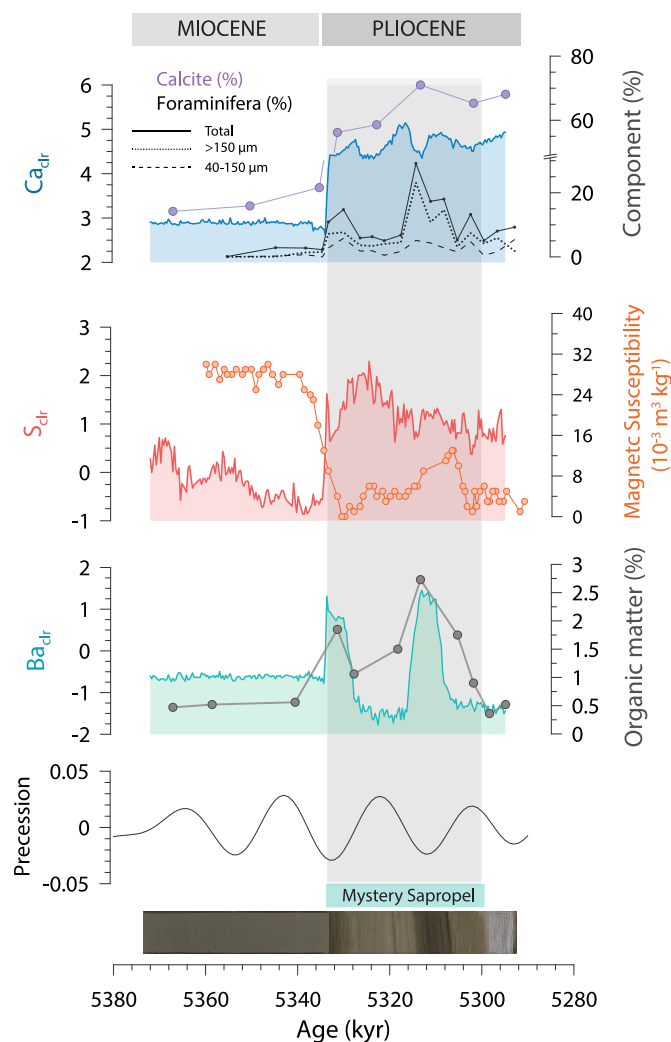 MIOCENE PLIOCENE
Calcite (%)
Foraminifera (%)
Total
>150 µm
40-150 µm
6
5
4
3
2
Ca_clr
80
60
20
0
Component (%)
3
2
1
0
-1
S_clr
40
32
24
16
8
0
Magnetc Susceptibility
(10⁻³ m³ kg⁻¹)
2
1
0
-1
-2
Ba_clr
3
2.5
2
1.5
1
0.5
0
Organic matter (%)
0.05
0
-0.05
Precession
Mystery Sapropel
5380 5360 5340 5320 5300 5280
Age (kyr)